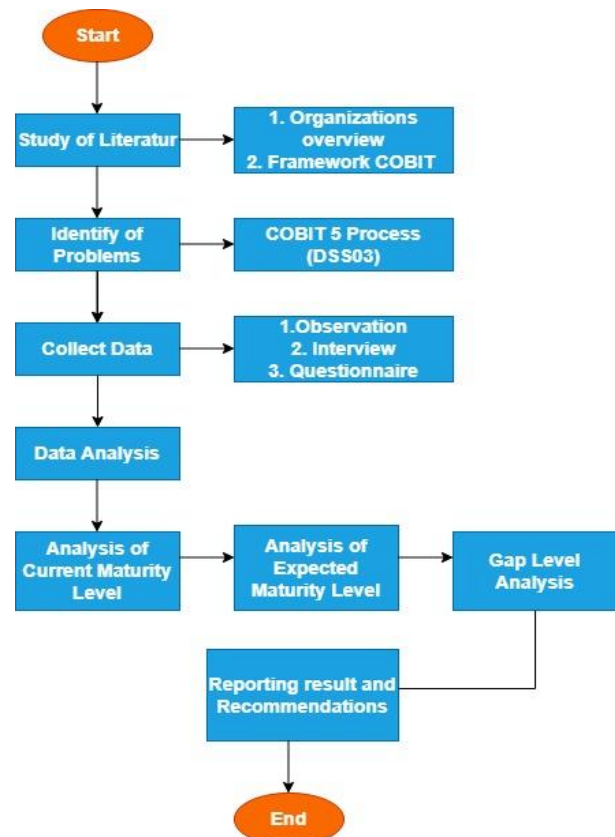 Start
Study of Literatur
1. Organizations
overview
2. Framework COBIT
Identify of
Problems
COBIT 5 Process
(DSS03)
Collect Data
1.Observation
2. Interview
3. Questionnaire
Data Analysis
Analysis of
Current Maturity
Level
Analysis of
Expected
Maturity Level
Gap Level
Analysis
Reporting result and
Recommendations
End